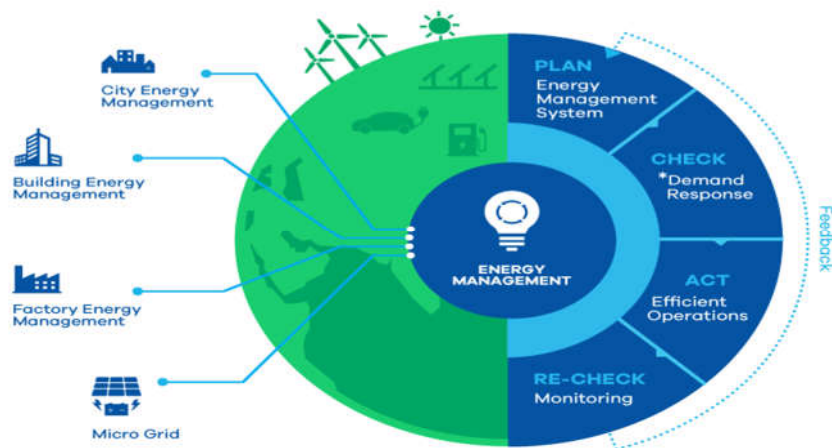 City Energy
Management
Building Energy
Management
Factory Energy
Management
Micro Grid
ENERGY
MANAGEMENT
PLAN
Energy
Management
System
CHECK
*Demand
Response
ACT
Efficient
Operations
RE-CHECK
Monitoring
Feedback